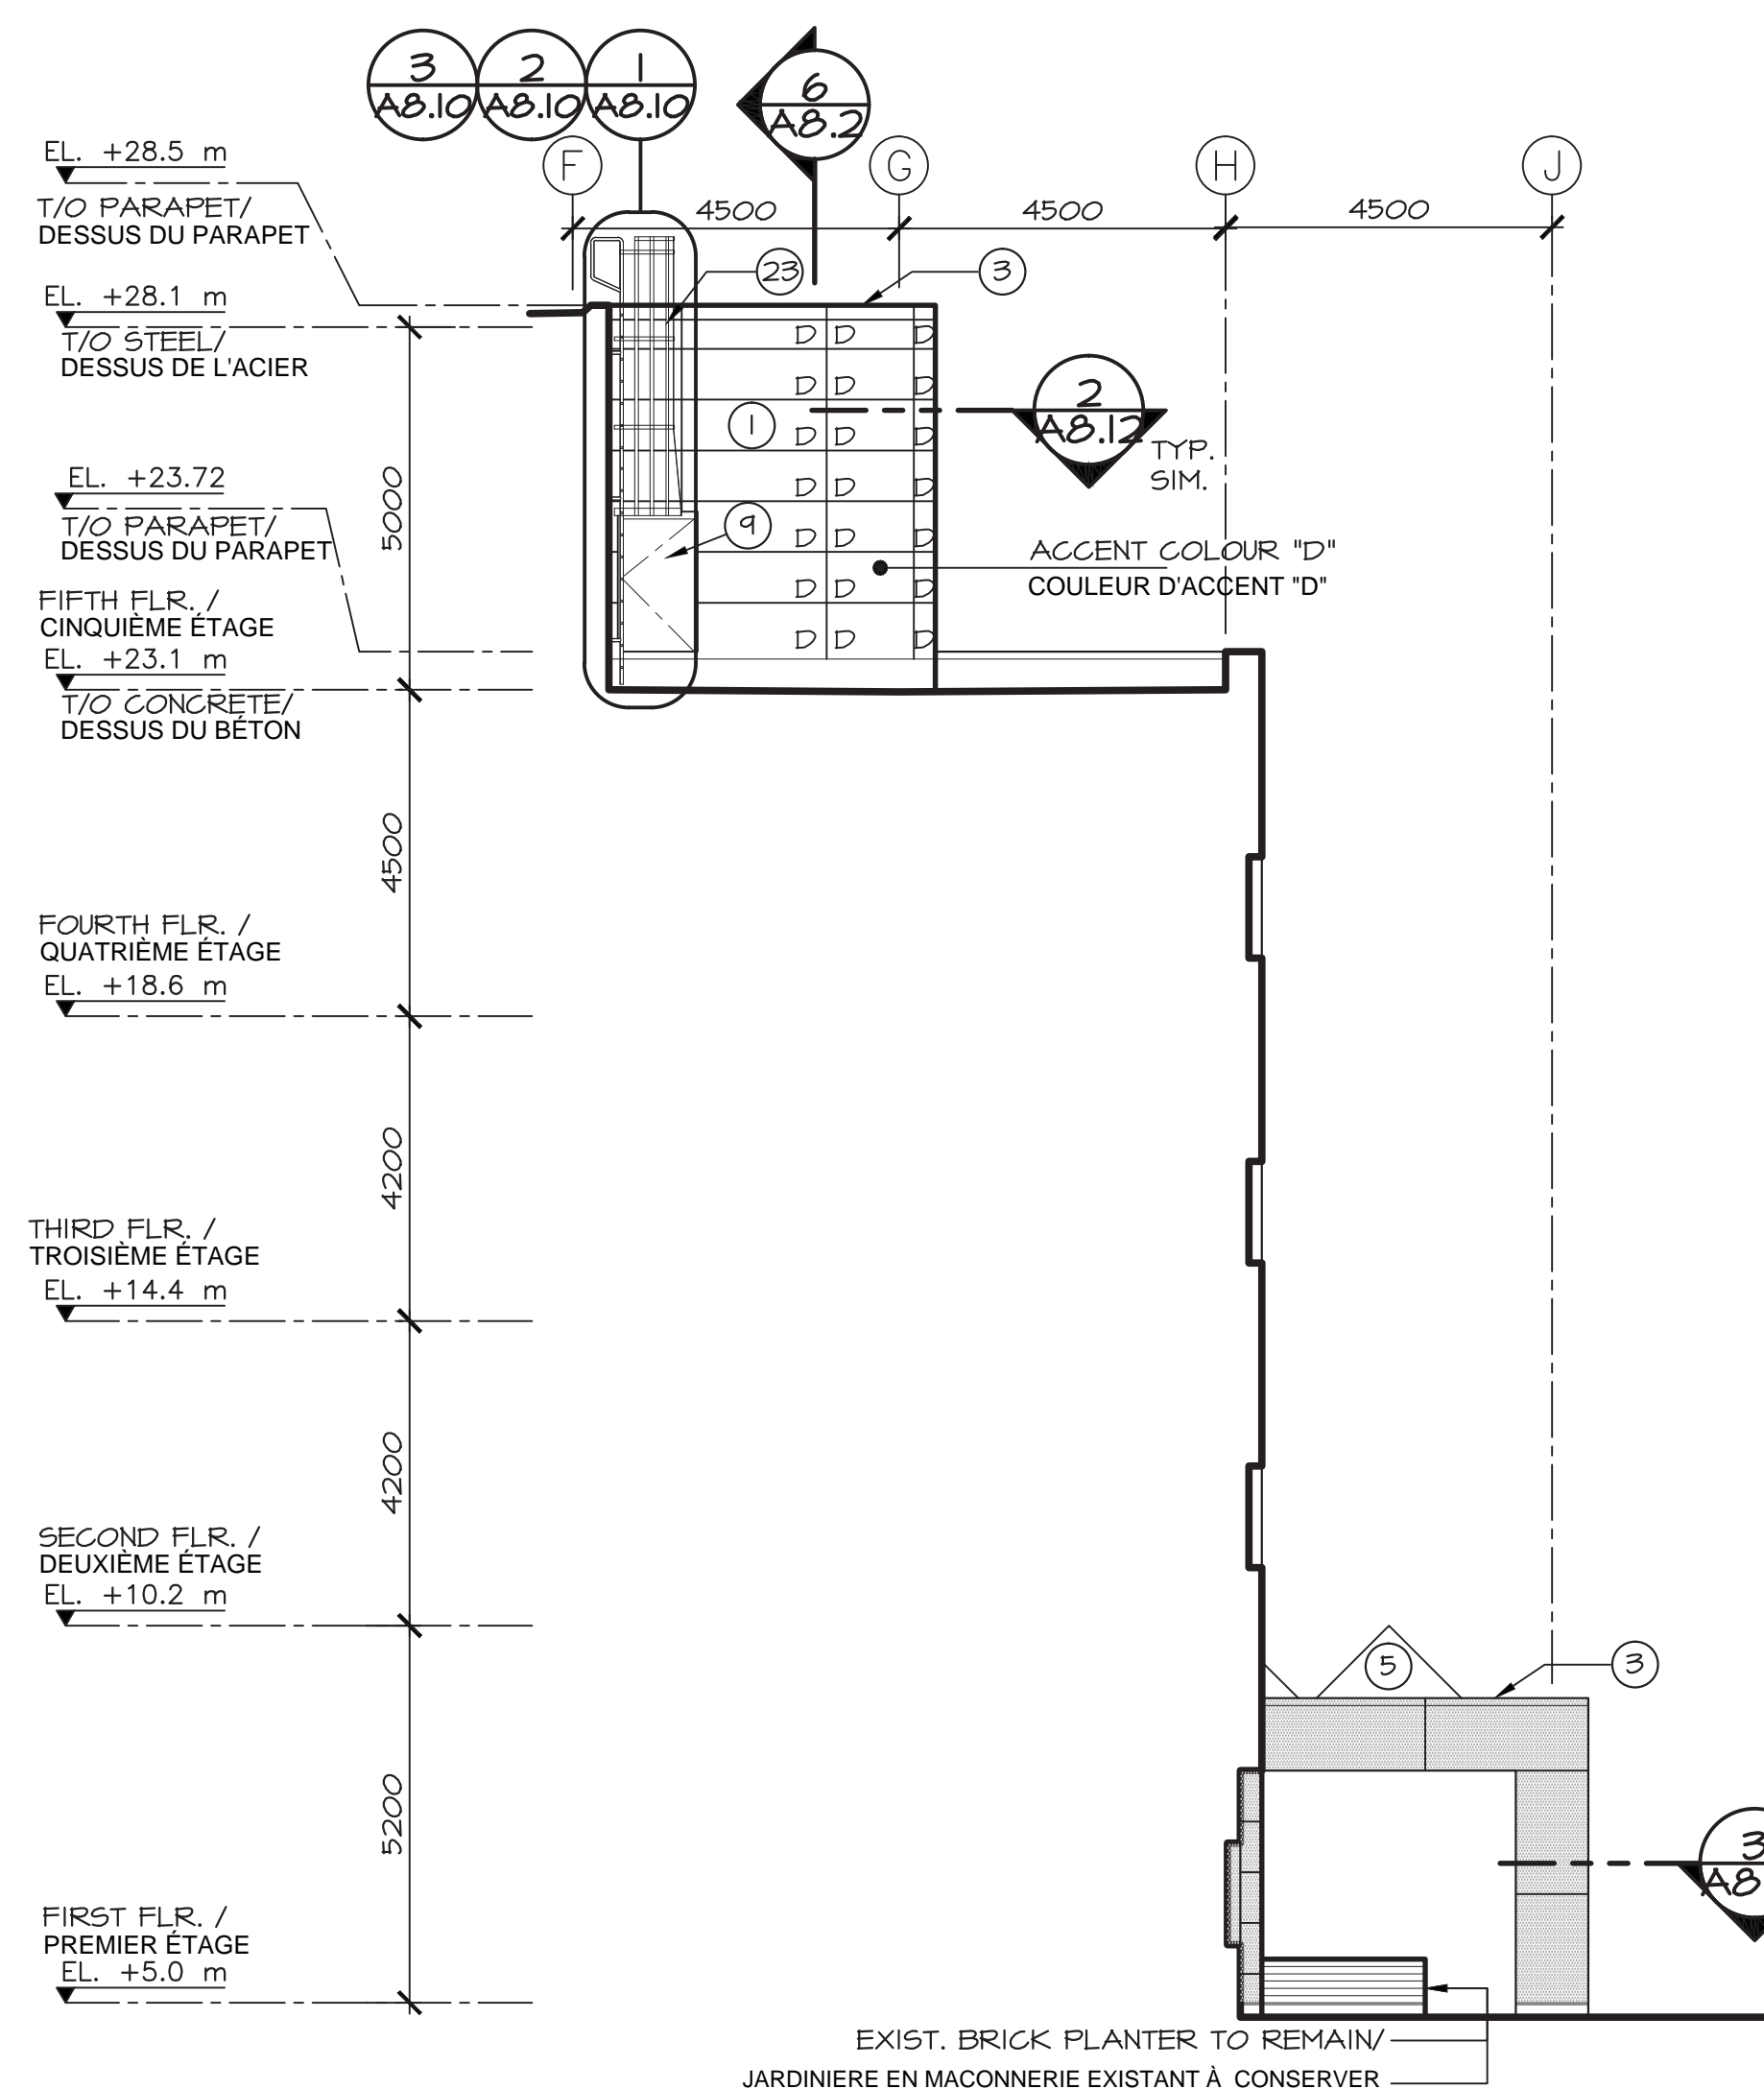 3 2 1
A8.10 A8.10 A8.10
6
A8.2
F G H J
4500 4500 4500
EL. +28.5 m
T/O PARAPET/
DESSUS DU PARAPET
EL. +28.1 m
T/O STEEL/
DESSUS DE L'ACIER
EL. +23.72
T/O PARAPET/
DESSUS DU PARAPET
FIFTH FLR. /
CINQUIÈME ÉTAGE
EL. +23.1 m
T/O CONCRETE/
DESSUS DU BÉTON
FOURTH FLR. /
QUATRIÈME ÉTAGE
EL. +18.6 m
THIRD FLR. /
TROISIÈME ÉTAGE
EL. +14.4 m
SECOND FLR. /
DEUXIÈME ÉTAGE
EL. +10.2 m
FIRST FLR. /
PREMIER ÉTAGE
EL. +5.0 m
5000
4500
4200
4200
5200
23
3
D D D
D D D
1
D D D
D D D
9
D D D
D D D
D D D
2
A8.12
TYP.
SIM.
ACCENT COLOUR "D"
COULEUR D'ACCENT "D"
5
3
3
A8
EXIST. BRICK PLANTER TO REMAIN/
JARDINIERE EN MACONNERIE EXISTANT À CONSERVER